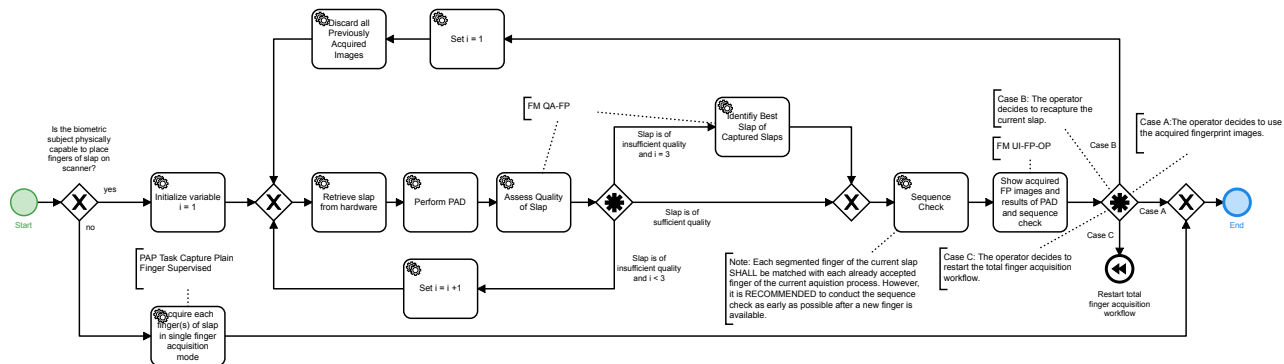 Discard all
Previously
Acquired
Images
Set i = 1
FM QA-FP
Identifiy Best
Slap of
Captured Slaps
Case B: The operator
decides to recapture the
current slap.
Case A:The operator decides to use
the acquired fingerprint images.
Is the biometric
subject physically
capable to place
fingers of slap on
scanner?
Slap is of
insufficient quality
and i = 3
FM UI-FP-OP
Case B
yes
Initialize variable
i = 1
Retrieve slap
from hardware
Perform PAD
Assess Quality
of Slap
Slap is of
sufficient quality
Sequence
Check
Show acquired
FP images and
results of PAD
and sequence
check
Case A
Start
End
no
Case C
PAP Task Capture Plain
Finger Supervised
Slap is of
insufficient quality
and i < 3
Set i = i +1
Note: Each segmented finger of the current slap
SHALL be matched with each already accepted
finger of the current aquistion process. However,
it is RECOMMENDED to conduct the sequence
check as early as possible after a new finger is
available.
Case C: The operator decides to
restart the total finger acquisition
workflow.
Restart total
finger acquisition
workflow
Acquire each
finger(s) of slap
in single finger
acquisition
mode